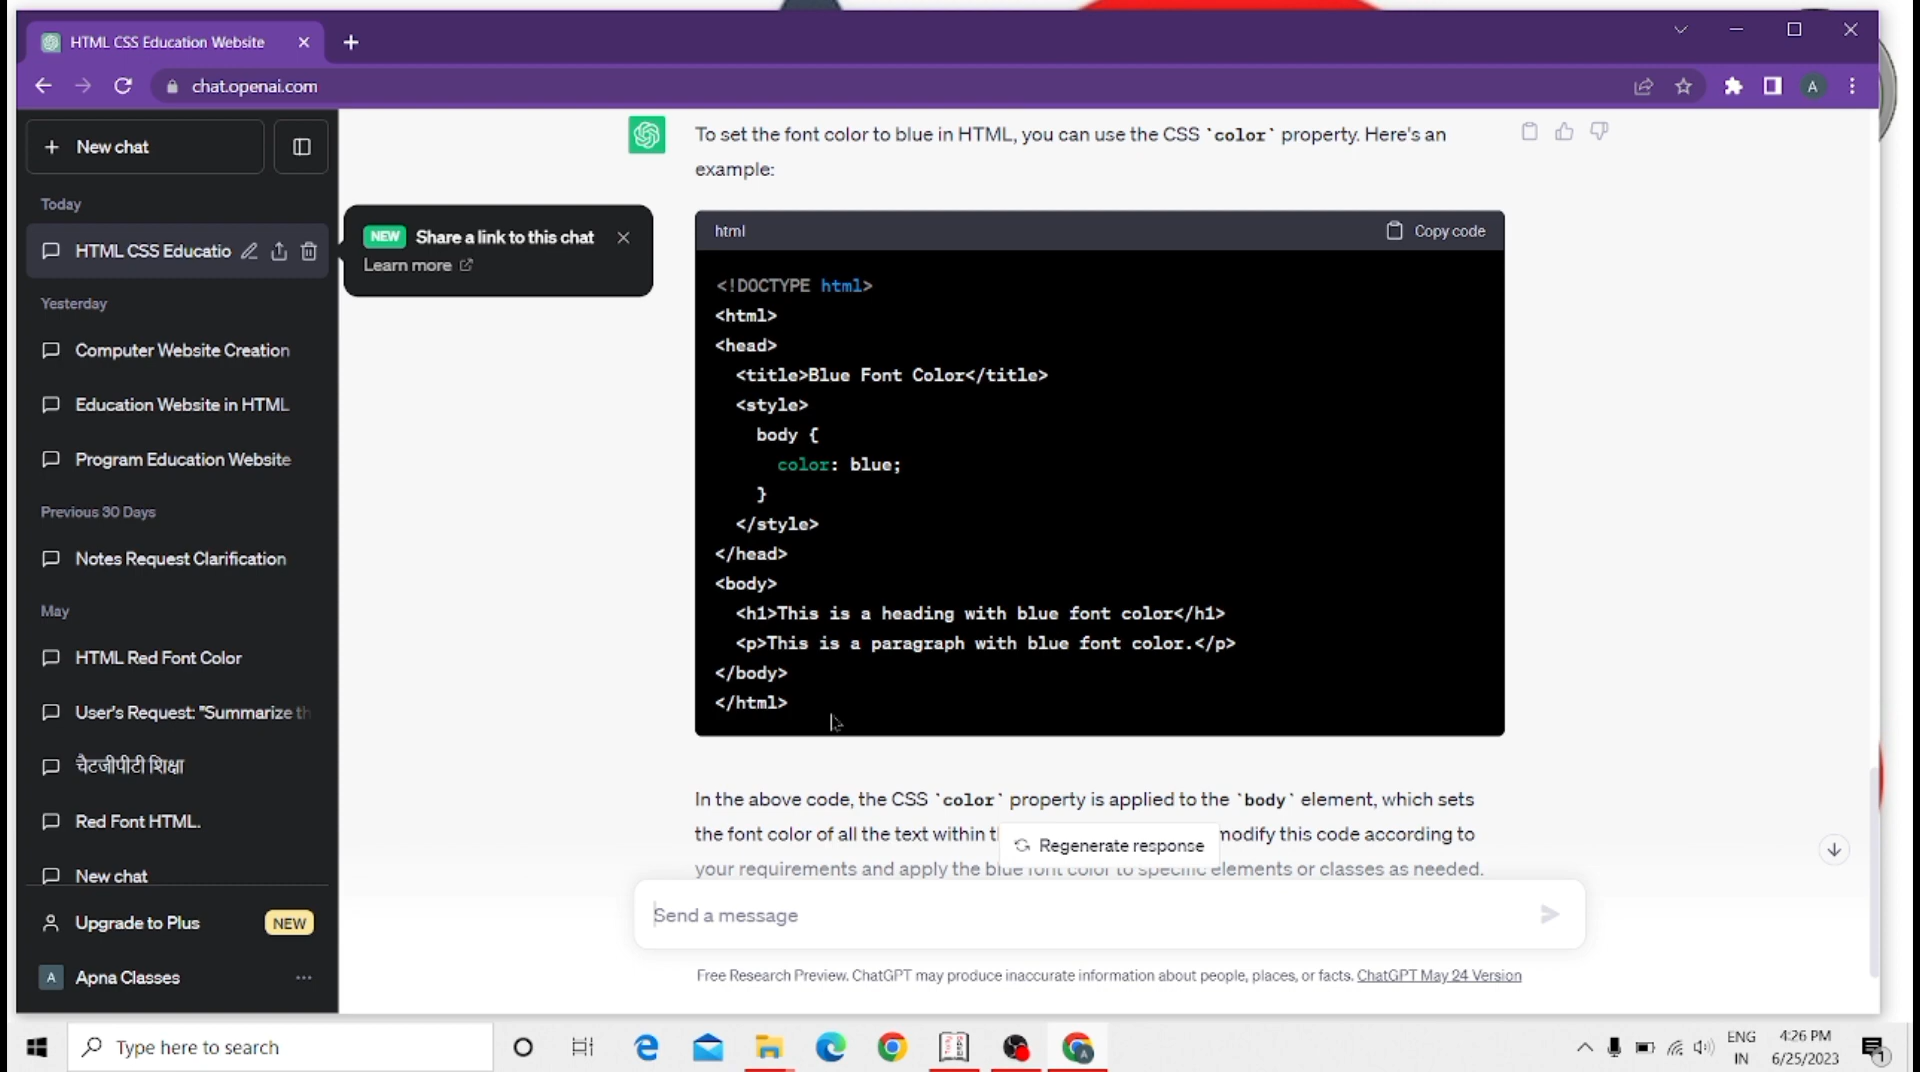 HTML CSS Education Website
chat.openai.com
A
New chat
Today
HTML CSS Educatio
Yesterday
Computer Website Creation
Education Website in HTML
Program Education Website
Previous 30 Days
Notes Request Clarification
May
HTML Red Font Color
User's Request: "Summarize th
चैटजीपीटी शिक्षा
Red Font HTML.
New chat
Upgrade to Plus NEW
A Apna Classes
NEW Share a link to this chat
Learn more
To set the font color to blue in HTML, you can use the CSS `color` property. Here's an
example:
html Copy code
<!DOCTYPE html>
<html>
<head>
<title>Blue Font Color</title>
<style>
body {
color: blue;
}
</style>
</head>
<body>
<h1>This is a heading with blue font color</h1>
<p>This is a paragraph with blue font color.</p>
</body>
</html>
In the above code, the CSS `color` property is applied to the `body` element, which sets
the font color of all the text within modify this code according to
Regenerate response
your requirements and apply the blue font color to specific elements or classes as needed.
Send a message
Free Research Preview. ChatGPT may produce inaccurate information about people, places, or facts. ChatGPT May 24 Version
Type here to search
ENG
IN
4:26 PM
6/25/2023
1